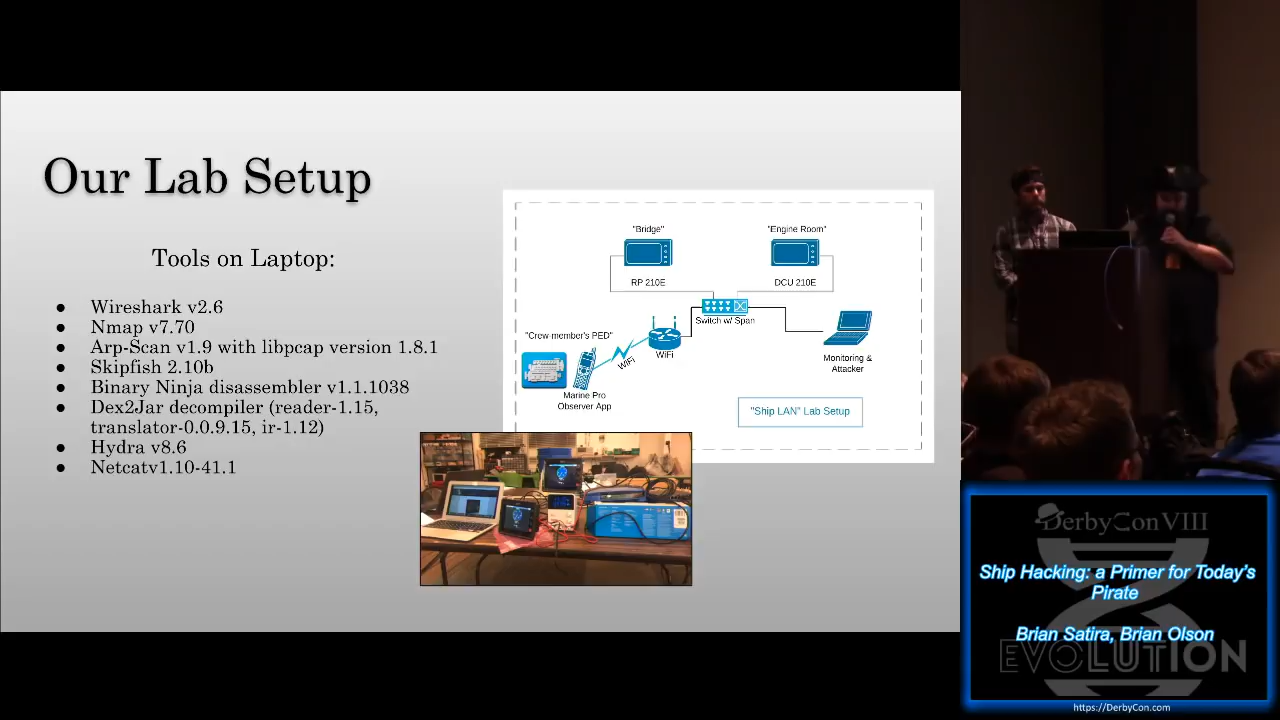 Our Lab Setup
Tools on Laptop:
● Wireshark v2.6
● Nmap v7.70
● Arp-Scan v1.9 with libpcap version 1.8.1
● Skipfish 2.10b
● Binary Ninja disassembler v1.1.1038
● Dex2Jar decompiler (reader-1.15,
translator-0.0.9.15, ir-1.12)
● Hydra v8.6
● Netcatv1.10-41.1
"Bridge"
RP 210E
"Engine Room"
DCU 210E
Switch w/ Span
"Crew-member's PED"
WiFi
WiFi
Marine Pro
Observer App
Monitoring &
Attacker
"Ship LAN" Lab Setup
DerbyCon VIII
Ship Hacking: a Primer for Today's
Pirate
Brian Satira, Brian Olson
EVOLUTION
https://DerbyCon.com